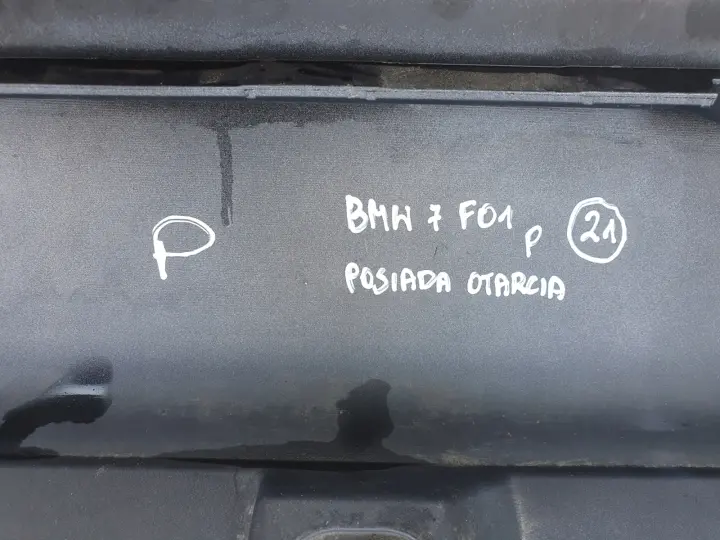 P
BMW 7 F01 P 21
POSIADA OTARCIA